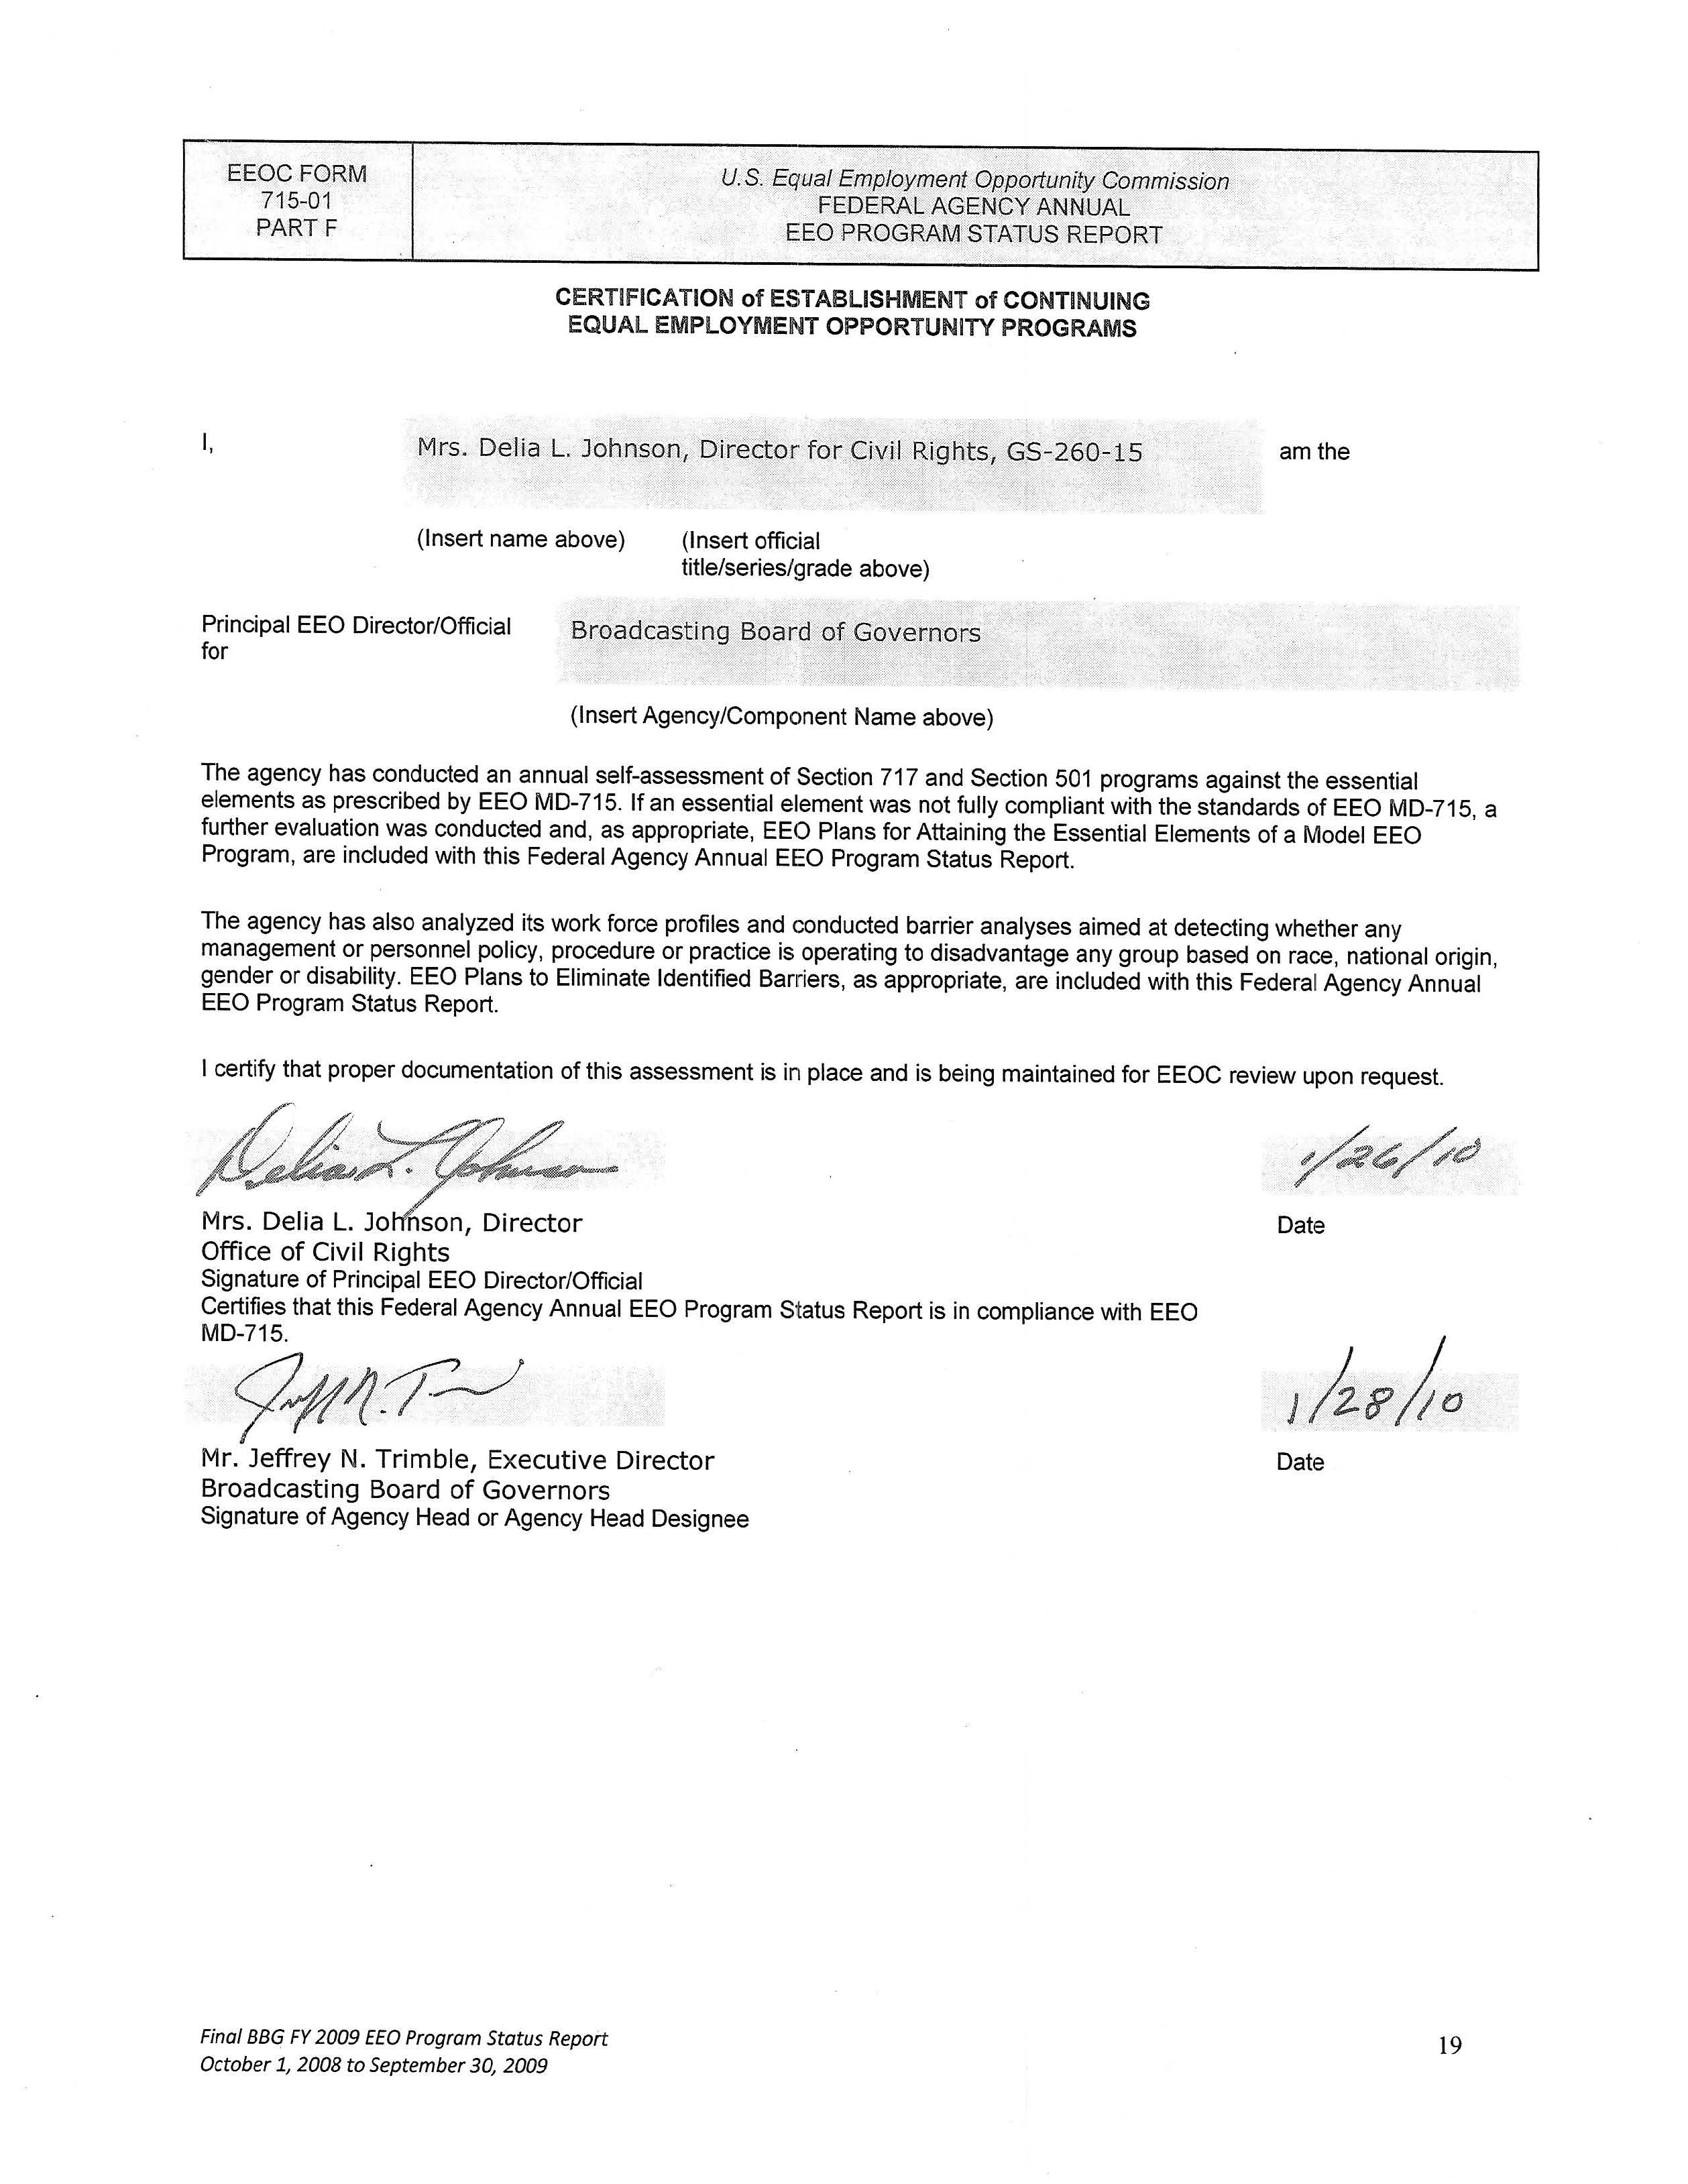 EEOC FORM
715-01
PART F
U.S. Equal Employment Opportunity Commission
FEDERAL AGENCY ANNUAL
EEO PROGRAM STATUS REPORT
CERTIFICATION of ESTABLISHMENT of CONTINUING
EQUAL EMPLOYMENT OPPORTUNITY PROGRAMS
I, Mrs. Delia L. Johnson, Director for Civil Rights, GS-260-15 am the
(Insert name above) (Insert official
title/series/grade above)
Principal EEO Director/Official Broadcasting Board of Governors
for
(Insert Agency/Component Name above)
The agency has conducted an annual self-assessment of Section 717 and Section 501 programs against the essential
elements as prescribed by EEO MD-715. If an essential element was not fully compliant with the standards of EEO MD-715, a
further evaluation was conducted and, as appropriate, EEO Plans for Attaining the Essential Elements of a Model EEO
Program, are included with this Federal Agency Annual EEO Program Status Report.
The agency has also analyzed its work force profiles and conducted barrier analyses aimed at detecting whether any
management or personnel policy, procedure or practice is operating to disadvantage any group based on race, national origin,
gender or disability. EEO Plans to Eliminate Identified Barriers, as appropriate, are included with this Federal Agency Annual
EEO Program Status Report.
I certify that proper documentation of this assessment is in place and is being maintained for EEOC review upon request.
Delia L. Johnson 1/26/10
Mrs. Delia L. Johnson, Director Date
Office of Civil Rights
Signature of Principal EEO Director/Official
Certifies that this Federal Agency Annual EEO Program Status Report is in compliance with EEO
MD-715.
1/28/10
Mr. Jeffrey N. Trimble, Executive Director Date
Broadcasting Board of Governors
Signature of Agency Head or Agency Head Designee
Final BBG FY 2009 EEO Program Status Report
October 1, 2008 to September 30, 2009
19